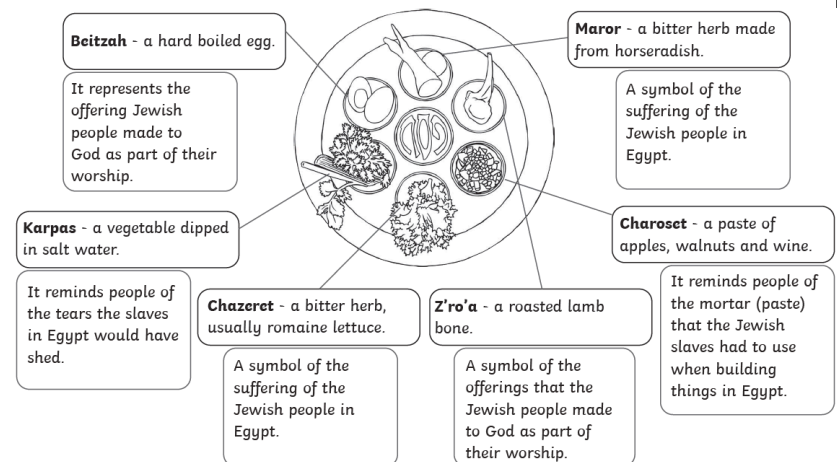 Beitzah - a hard boiled egg.
It represents the
offering Jewish
people made to
God as part of their
worship.
Maror - a bitter herb made
from horseradish.
A symbol of the
suffering of the
Jewish people in
Egypt.
Karpas - a vegetable dipped
in salt water.
It reminds people of
the tears the slaves
in Egypt would have
shed.
Chazeret - a bitter herb,
usually romaine lettuce.
A symbol of the
suffering of the
Jewish people in
Egypt.
Z'ro'a - a roasted lamb
bone.
A symbol of the
offerings that the
Jewish people made
to God as part of
their worship.
Charoset - a paste of
apples, walnuts and wine.
It reminds people of
the mortar (paste)
that the Jewish
slaves had to use
when building
things in Egypt.